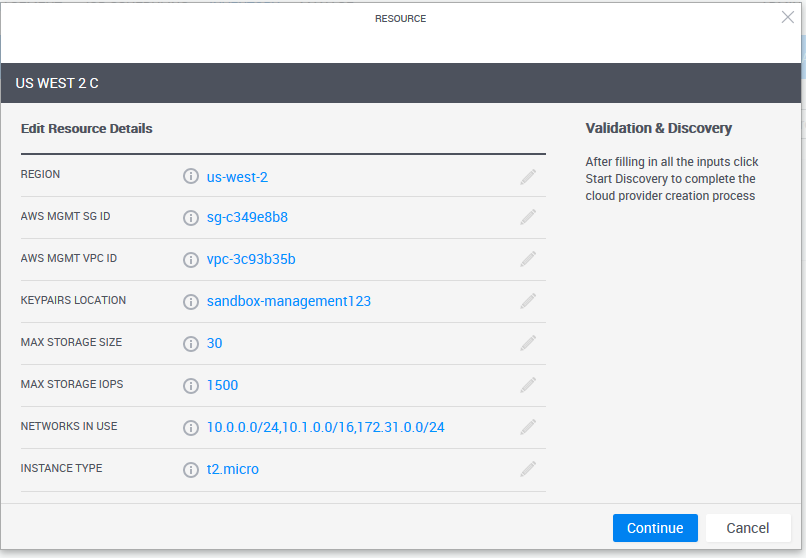 RESOURCE
US WEST 2 C
Edit Resource Details
REGION us-west-2
AWS MGMT SG ID sg-c349e8b8
AWS MGMT VPC ID vpc-3c93b35b
KEYPAIRS LOCATION sandbox-management123
MAX STORAGE SIZE 30
MAX STORAGE IOPS 1500
NETWORKS IN USE 10.0.0.0/24,10.1.0.0/16,172.31.0.0/24
INSTANCE TYPE t2.micro
Validation & Discovery
After filling in all the inputs click
Start Discovery to complete the
cloud provider creation process
Continue Cancel